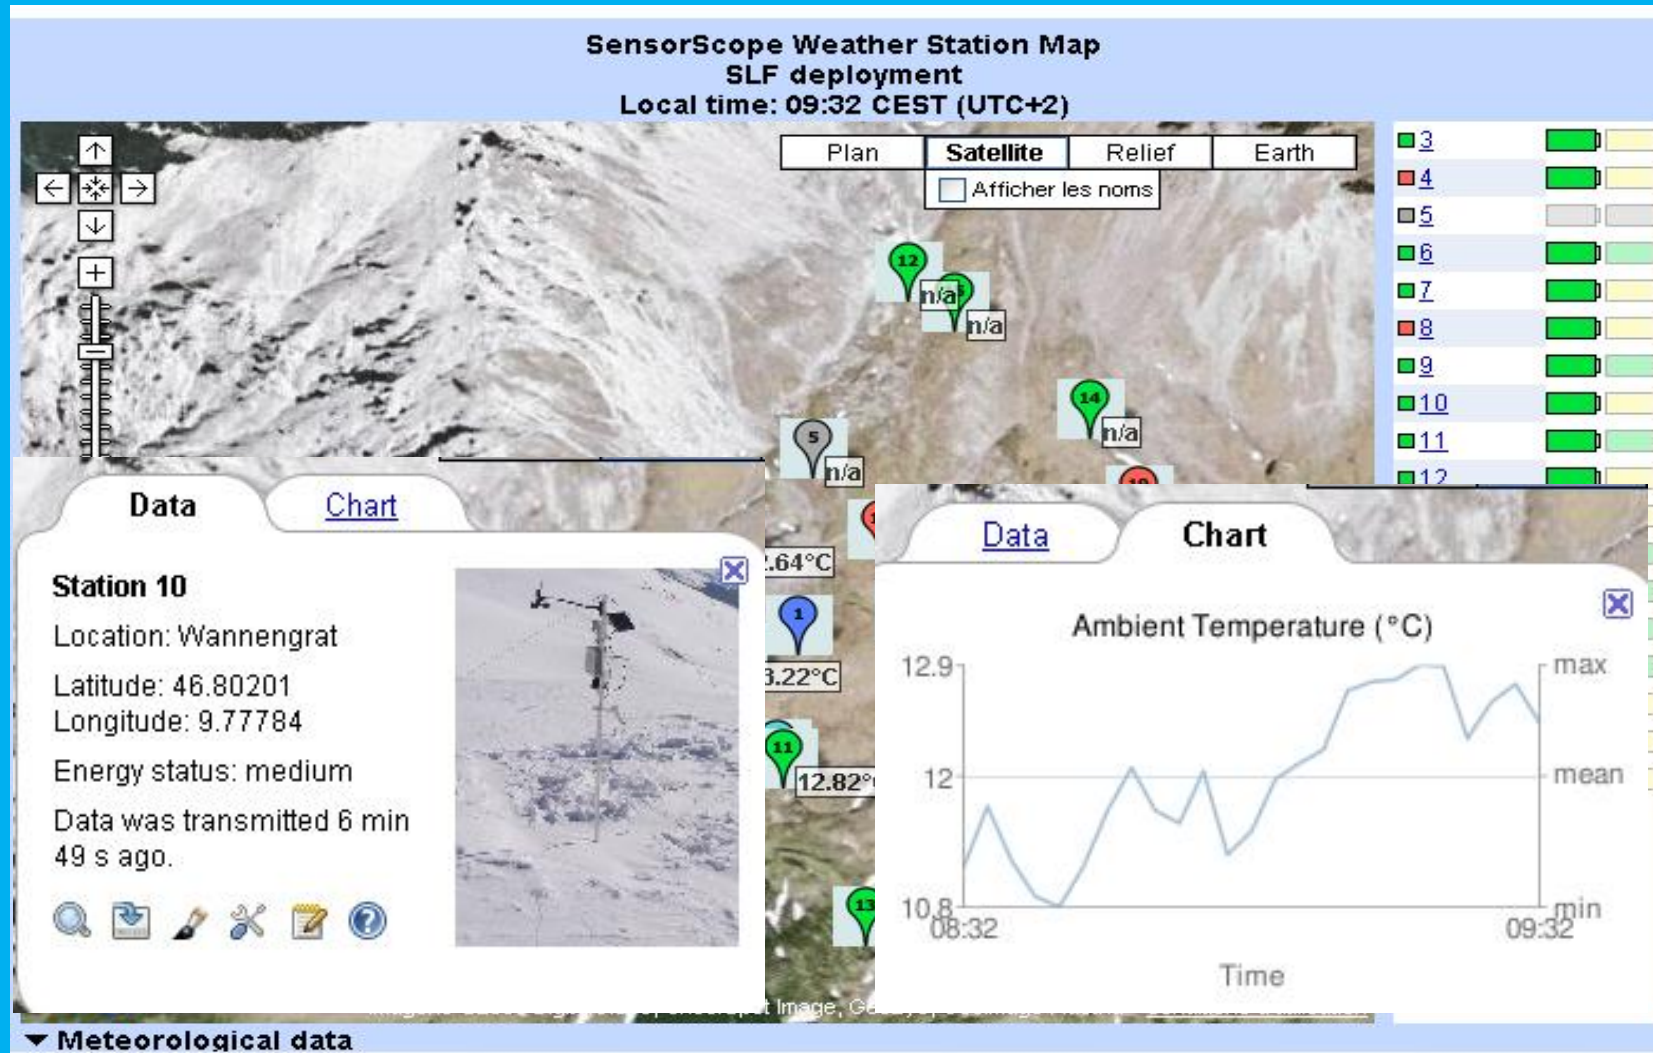 SensorScope Weather Station Map
SLF deployment
Local time: 09:32 CEST (UTC+2)
Plan Satellite Relief Earth
Afficher les noms
3
4
5
6
7
8
9
10
11
12
12
n/a
n/a
14
n/a
5
n/a
.64°C
1
3.22°C
11
12.82°
13
Data Chart
Station 10
Location: Wannengrat
Latitude: 46.80201
Longitude: 9.77784
Energy status: medium
Data was transmitted 6 min
49 s ago.
Data Chart
Ambient Temperature (°C)
12.9 max
12 mean
10.8 min
08:32 09:32
Time
Meteorological data